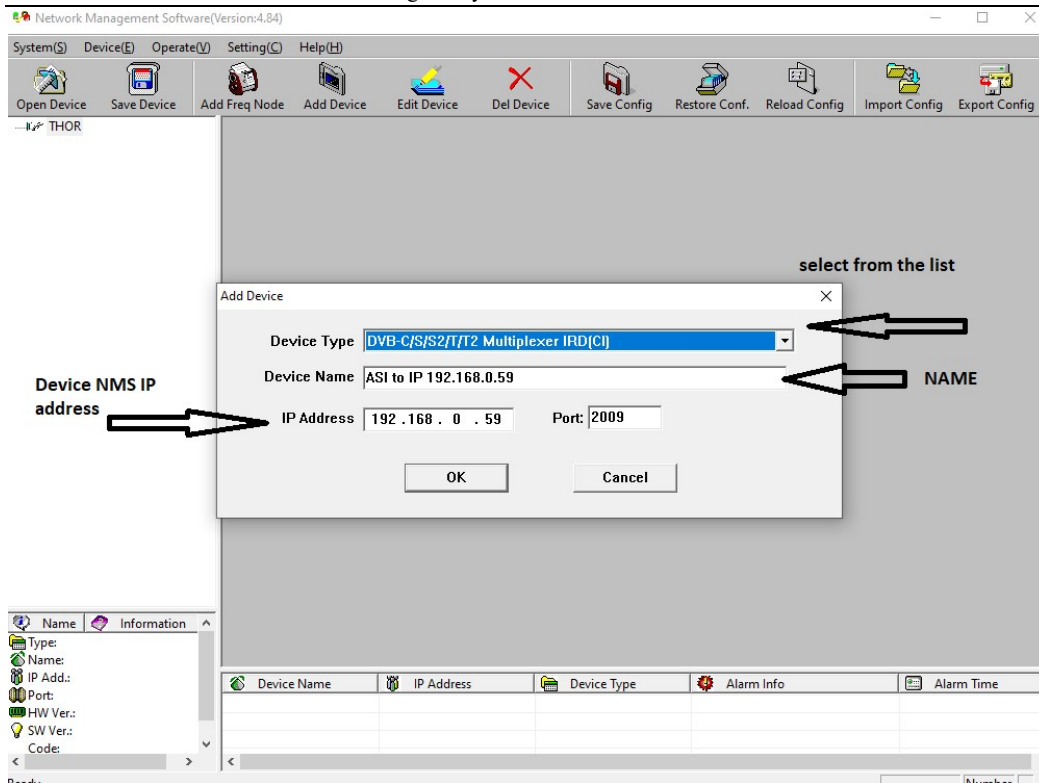 Network Management Software(Version:4.84)
System(S) Device(E) Operate(V) Setting(C) Help(H)
Open Device Save Device Add Freq Node Add Device Edit Device Del Device Save Config Restore Conf. Reload Config Import Config Export Config
THOR
select from the list
Add Device
Device Type DVB-C/S/S2/T/T2 Multiplexer IRD(CI)
Device Name ASI to IP 192.168.0.59
NAME
Device NMS IP
address
IP Address 192 .168 . 0 . 59 Port: 2009
OK Cancel
Name Information
Type:
Name:
IP Add.:
Port:
HW Ver.:
SW Ver.:
Code:
Device Name IP Address Device Type Alarm Info Alarm Time